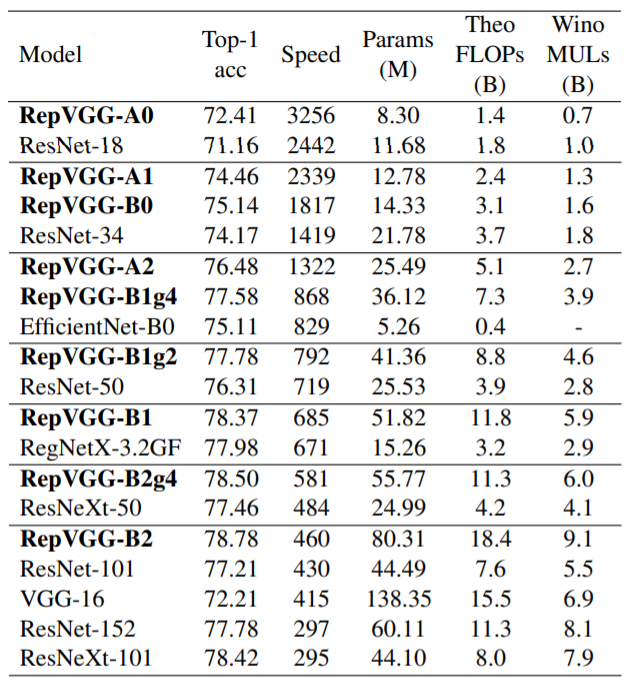 Model Top-1 acc Speed Params (M) Theo FLOPs (B) Wino MULs (B)
RepVGG-A0 72.41 3256 8.30 1.4 0.7
ResNet-18 71.16 2442 11.68 1.8 1.0
RepVGG-A1 74.46 2339 12.78 2.4 1.3
RepVGG-B0 75.14 1817 14.33 3.1 1.6
ResNet-34 74.17 1419 21.78 3.7 1.8
RepVGG-A2 76.48 1322 25.49 5.1 2.7
RepVGG-B1g4 77.58 868 36.12 7.3 3.9
EfficientNet-B0 75.11 829 5.26 0.4 -
RepVGG-B1g2 77.78 792 41.36 8.8 4.6
ResNet-50 76.31 719 25.53 3.9 2.8
RepVGG-B1 78.37 685 51.82 11.8 5.9
RegNetX-3.2GF 77.98 671 15.26 3.2 2.9
RepVGG-B2g4 78.50 581 55.77 11.3 6.0
ResNeXt-50 77.46 484 24.99 4.2 4.1
RepVGG-B2 78.78 460 80.31 18.4 9.1
ResNet-101 77.21 430 44.49 7.6 5.5
VGG-16 72.21 415 138.35 15.5 6.9
ResNet-152 77.78 297 60.11 11.3 8.1
ResNeXt-101 78.42 295 44.10 8.0 7.9